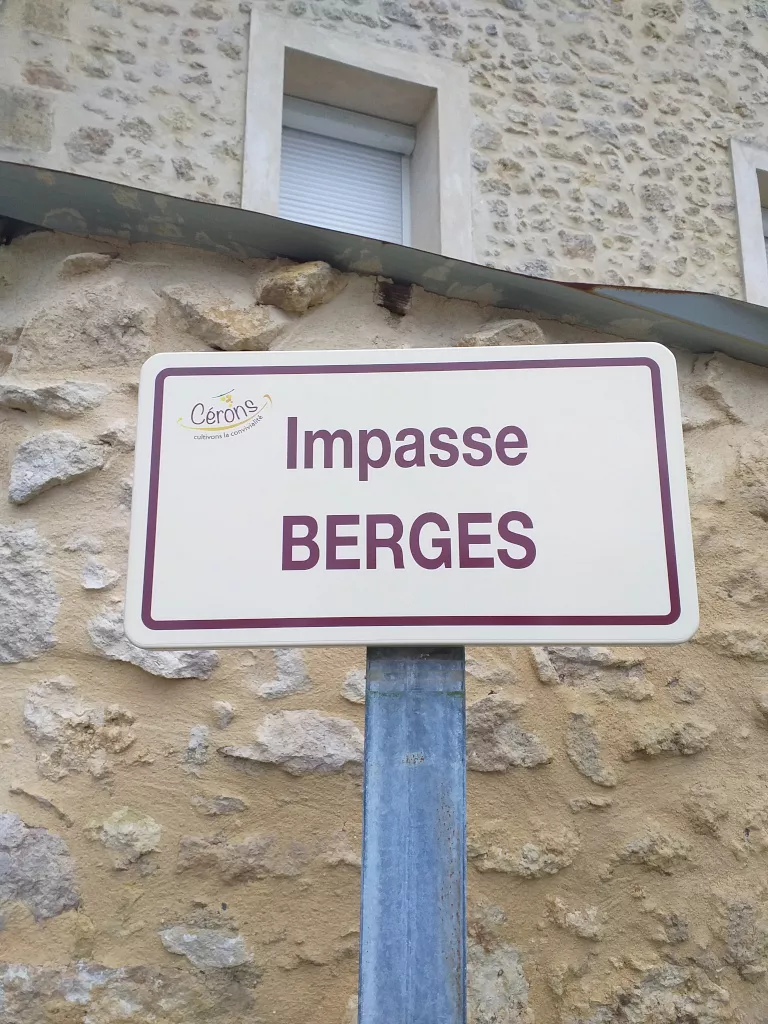 Cérons
cultivons la convivialité
Impasse
BERGES